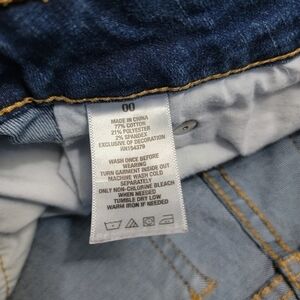 00
MADE IN CHINA
77% COTTON
21% POLYESTER
2% SPANDEX
EXCLUSIVE OF DECORATION
RN154379
WASH ONCE BEFORE
WEARING
TURN GARMENT INSIDE OUT
MACHINE WASH COLD
SEPARATELY
ONLY NON-CHLORINE BLEACH
WHEN NEEDED
TUMBLE DRY LOW
WARM IRON IF NEEDED